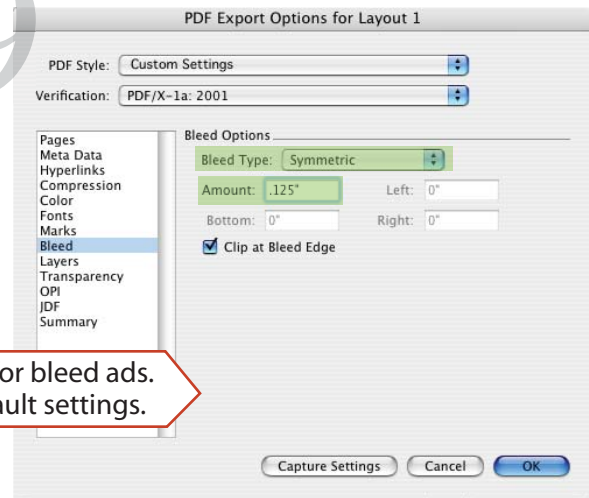 PDF Export Options for Layout 1
PDF Style: Custom Settings
Verification: PDF/X-1a: 2001
Pages
Meta Data
Hyperlinks
Compression
Color
Fonts
Marks
Bleed
Layers
Transparency
OPI
JDF
Summary
Bleed Options
Bleed Type: Symmetric
Amount: .125" Left: 0"
Bottom: 0" Right: 0"
Clip at Bleed Edge
or bleed ads.
ault settings.
Capture Settings Cancel OK